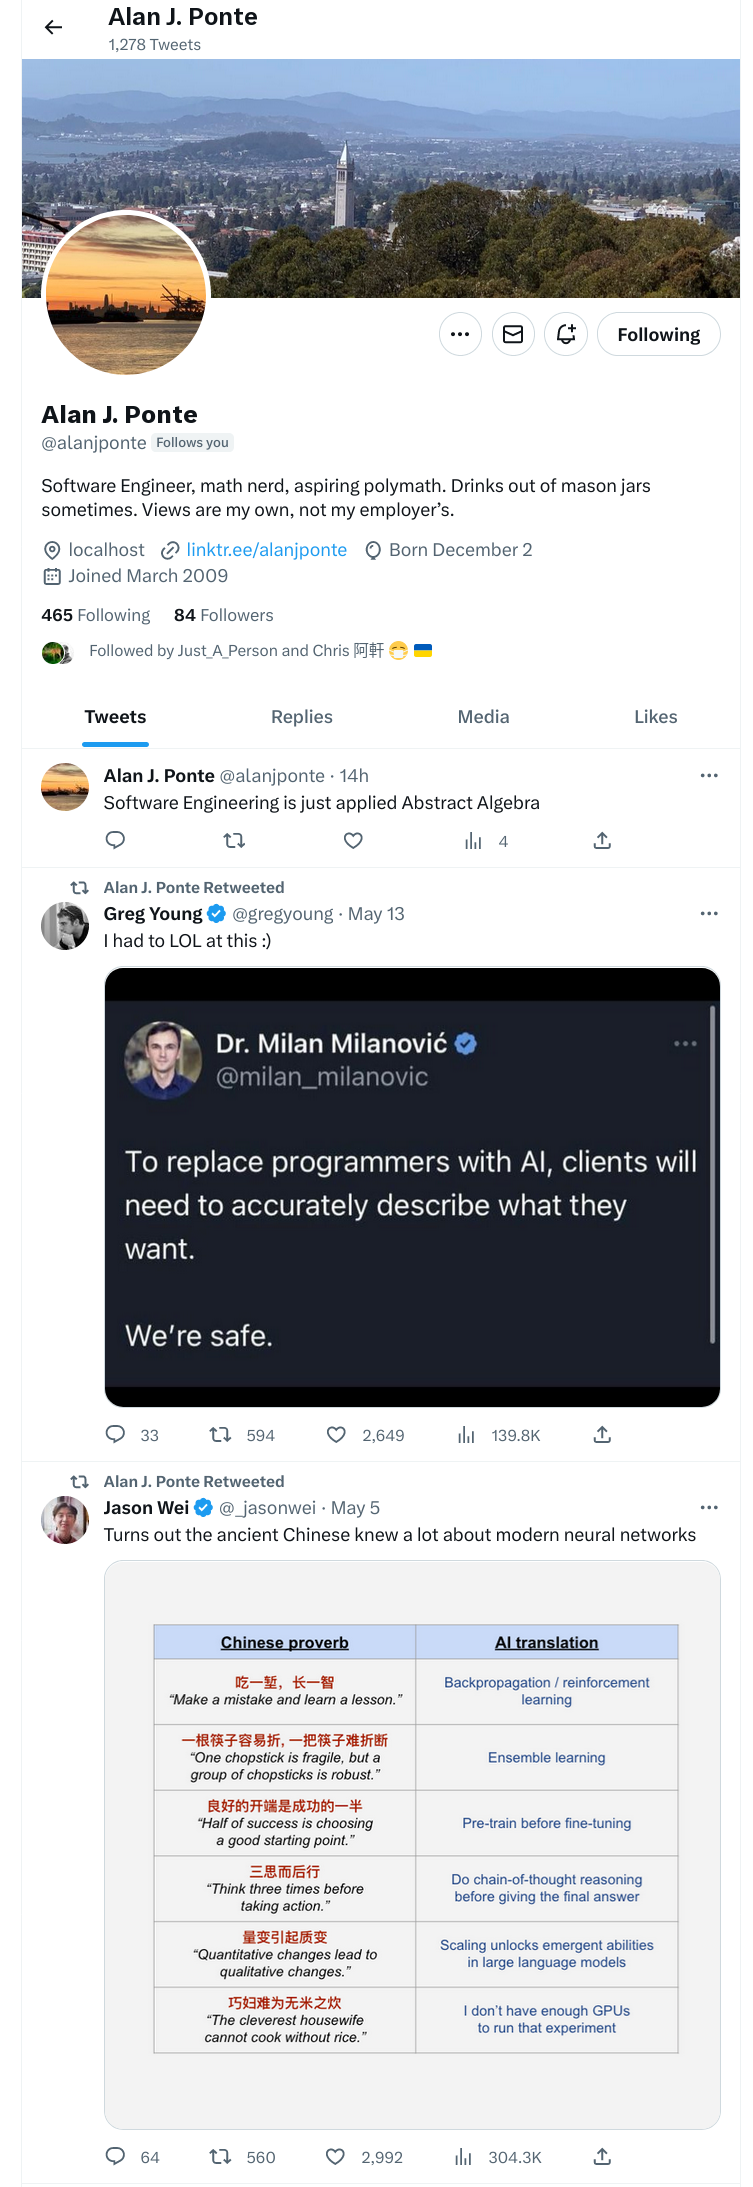 Alan J. Ponte
1,278 Tweets
Following
Alan J. Ponte
@alanjponte Follows you
Software Engineer, math nerd, aspiring polymath. Drinks out of mason jars
sometimes. Views are my own, not my employer’s.
localhost linktr.ee/alanjponte Born December 2
Joined March 2009
465 Following 84 Followers
Followed by Just_A_Person and Chris 阿軒 😷 🇺🇦
Tweets Replies Media Likes
Alan J. Ponte @alanjponte · 14h
Software Engineering is just applied Abstract Algebra
4
Alan J. Ponte Retweeted
Greg Young @gregyoung · May 13
I had to LOL at this :)
Dr. Milan Milanović
@milan_milanovic
To replace programmers with AI, clients will
need to accurately describe what they
want.
We’re safe.
33 594 2,649 139.8K
Alan J. Ponte Retweeted
Jason Wei @_jasonwei · May 5
Turns out the ancient Chinese knew a lot about modern neural networks
Chinese proverb AI translation
吃一堑，长一智
“Make a mistake and learn a lesson.”
Backpropagation / reinforcement
learning
一根筷子容易折, 一把筷子难折断
“One chopstick is fragile, but a
group of chopsticks is robust.”
Ensemble learning
良好的开端是成功的一半
“Half of success is choosing
a good starting point.”
Pre-train before fine-tuning
三思而后行
“Think three times before
taking action.”
Do chain-of-thought reasoning
before giving the final answer
量变引起质变
“Quantitative changes lead to
qualitative changes.”
Scaling unlocks emergent abilities
in large language models
巧妇难为无米之炊
“The cleverest housewife
cannot cook without rice.”
I don’t have enough GPUs
to run that experiment
64 560 2,992 304.3K